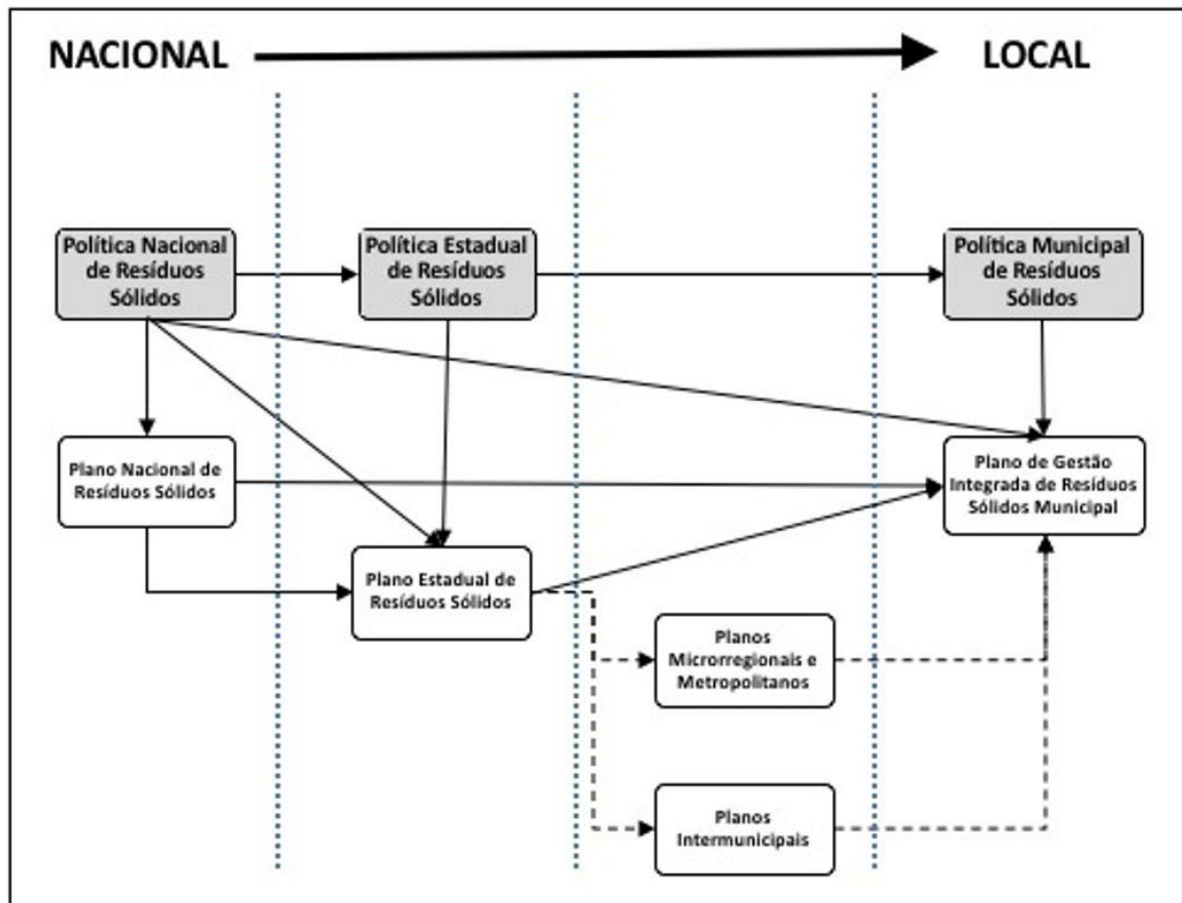 NACIONAL
LOCAL
Política Nacional
de Resíduos
Sólidos
Política Estadual
de Resíduos
Sólidos
Política Municipal
de Resíduos
Sólidos
Plano Nacional de
Resíduos Sólidos
Plano de Gestão
Integrada de Resíduos
Sólidos Municipal
Plano Estadual de
Resíduos Sólidos
Planos
Microrregionais e
Metropolitanos
Planos
Intermunicipais